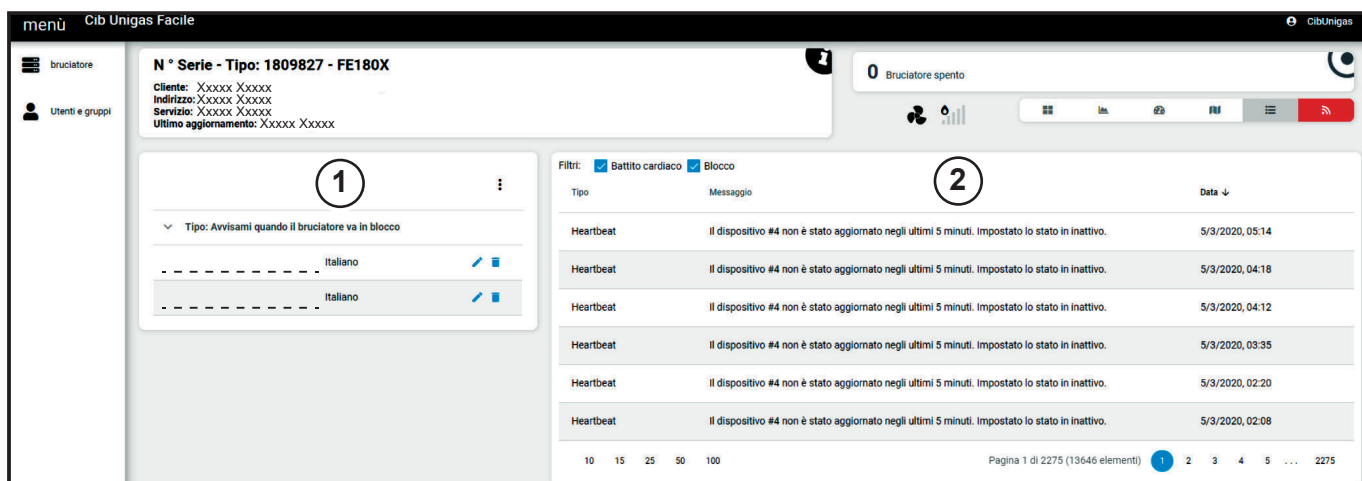 menù Cib Unigas Facile CibUnigas
bruciatore
Utenti e gruppi
N ° Serie - Tipo: 1809827 - FE180X
Cliente: Xxxxx Xxxxx
Indirizzo: Xxxxx Xxxxx
Servizio: Xxxxx Xxxxx
Ultimo aggiornamento: Xxxxx Xxxxx
0 Bruciatore spento
1
Tipo: Avvisami quando il bruciatore va in blocco
Italiano
Italiano
Filtri: Battito cardiaco Blocco
2
Tipo Messaggio Data
Heartbeat Il dispositivo #4 non è stato aggiornato negli ultimi 5 minuti. Impostato lo stato in inattivo. 5/3/2020, 05:14
Heartbeat Il dispositivo #4 non è stato aggiornato negli ultimi 5 minuti. Impostato lo stato in inattivo. 5/3/2020, 04:18
Heartbeat Il dispositivo #4 non è stato aggiornato negli ultimi 5 minuti. Impostato lo stato in inattivo. 5/3/2020, 04:12
Heartbeat Il dispositivo #4 non è stato aggiornato negli ultimi 5 minuti. Impostato lo stato in inattivo. 5/3/2020, 03:35
Heartbeat Il dispositivo #4 non è stato aggiornato negli ultimi 5 minuti. Impostato lo stato in inattivo. 5/3/2020, 02:20
Heartbeat Il dispositivo #4 non è stato aggiornato negli ultimi 5 minuti. Impostato lo stato in inattivo. 5/3/2020, 02:08
10 15 25 50 100 Pagina 1 di 2275 (13646 elementi) 1 2 3 4 5 ... 2275